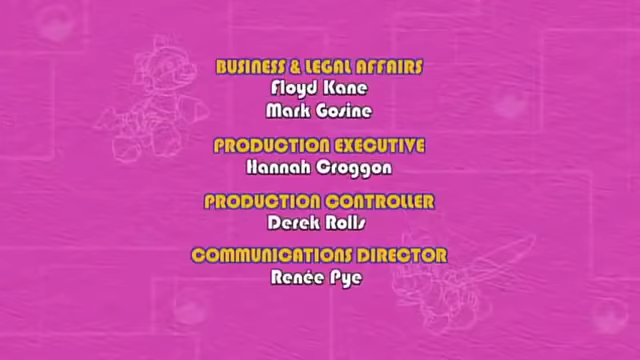 BUSINESS & LEGAL AFFAIRS
Floyd Kane
Mark Gosine
PRODUCTION EXECUTIVE
Hannah Croggon
PRODUCTION CONTROLLER
Derek Rolls
COMMUNICATIONS DIRECTOR
Renée Pye